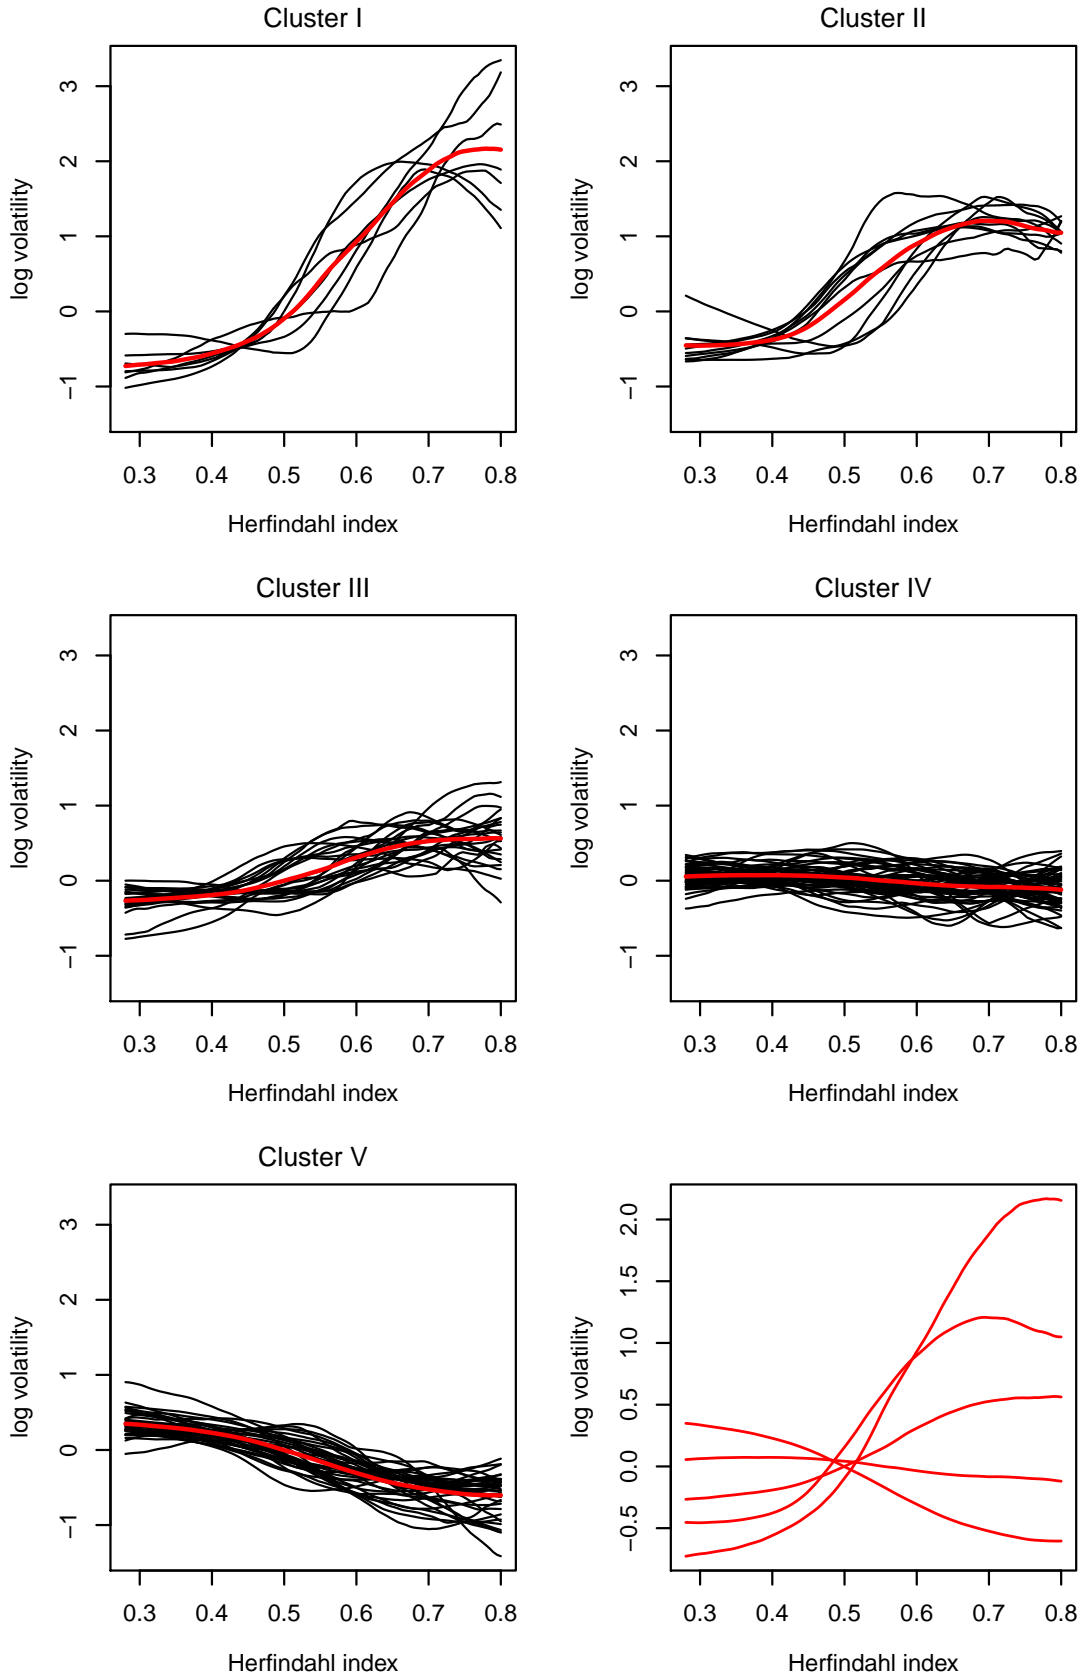 Cluster I
log volatility
3
2
1
0
−1
0.3 0.4 0.5 0.6 0.7 0.8
Herfindahl index
Cluster II
log volatility
3
2
1
0
−1
0.3 0.4 0.5 0.6 0.7 0.8
Herfindahl index
Cluster III
log volatility
3
2
1
0
−1
0.3 0.4 0.5 0.6 0.7 0.8
Herfindahl index
Cluster IV
log volatility
3
2
1
0
−1
0.3 0.4 0.5 0.6 0.7 0.8
Herfindahl index
Cluster V
log volatility
3
2
1
0
−1
0.3 0.4 0.5 0.6 0.7 0.8
Herfindahl index
log volatility
2.0
1.5
1.0
0.5
0.0
−0.5
0.3 0.4 0.5 0.6 0.7 0.8
Herfindahl index